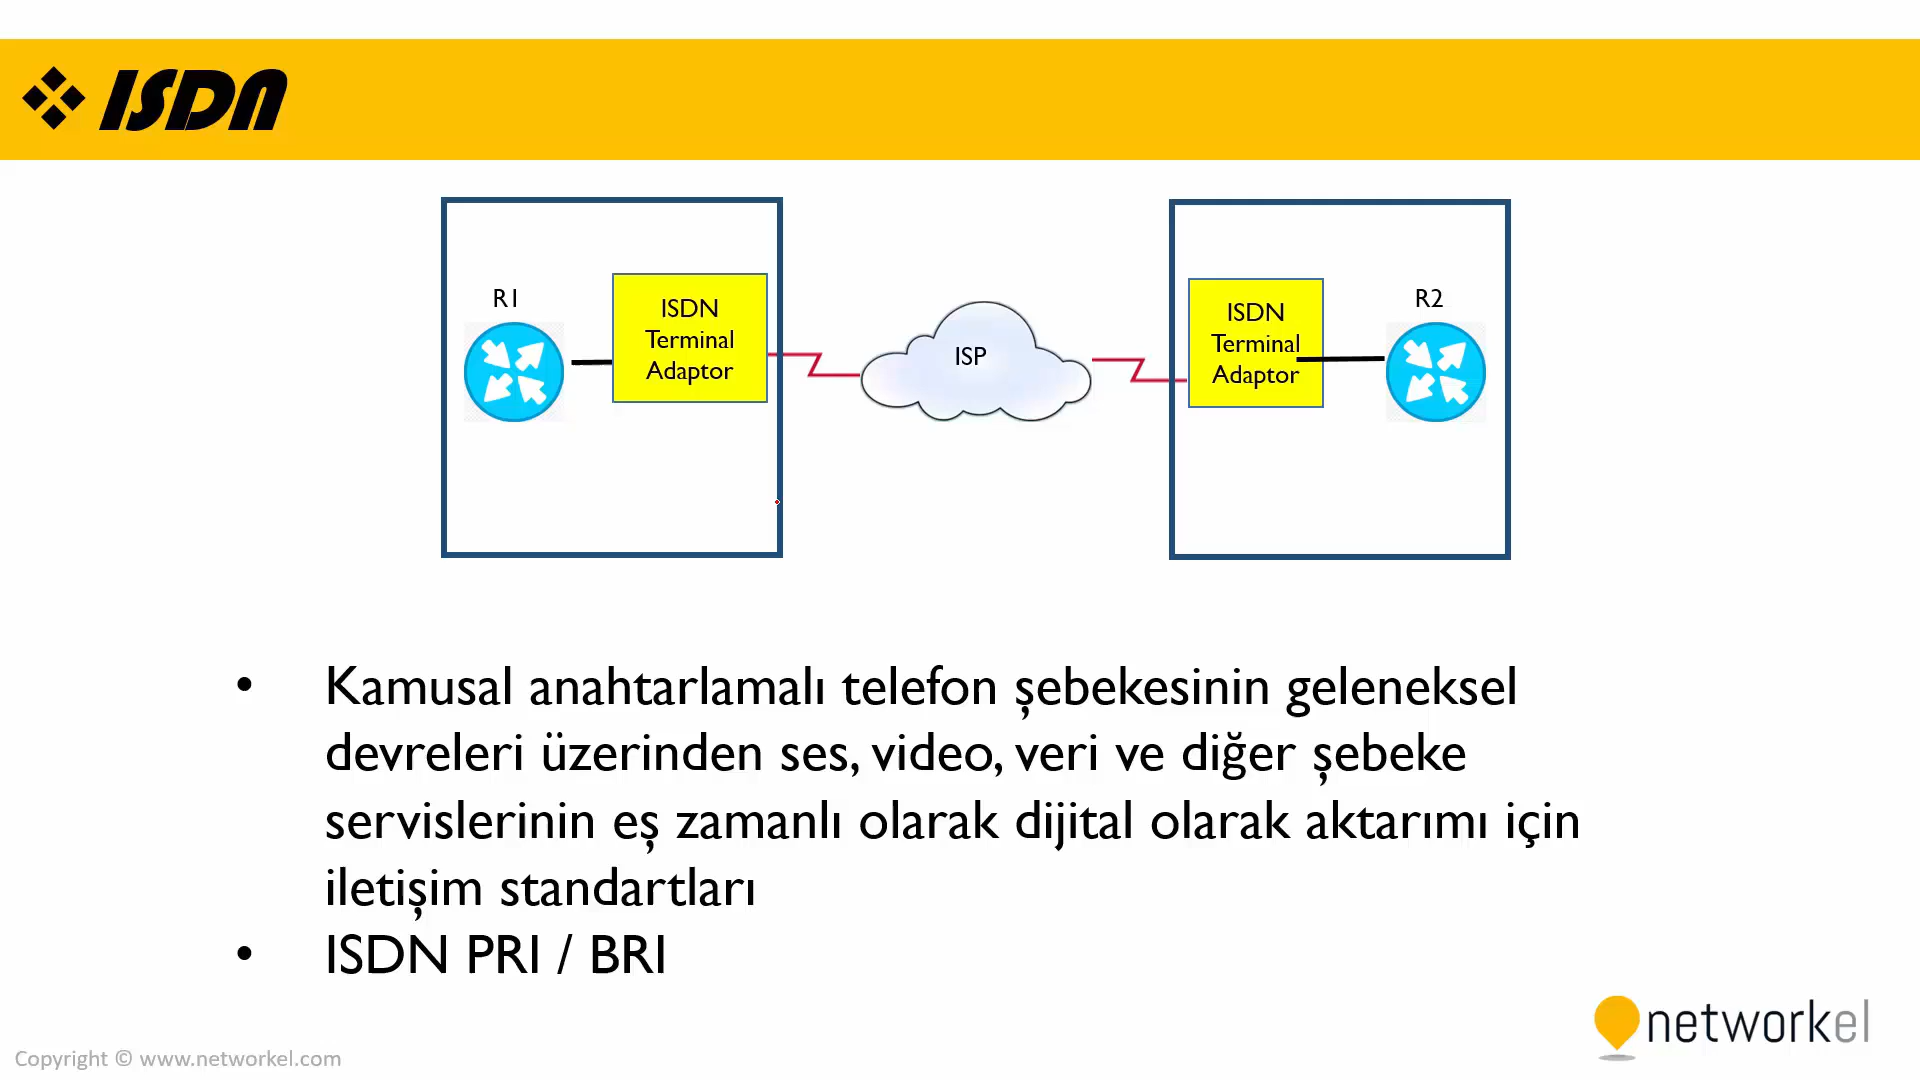 ISDN
R1
ISDN
Terminal
Adaptor
ISP
ISDN
Terminal
Adaptor
R2
• Kamusal anahtarlamalı telefon şebekesinin geleneksel
devreleri üzerinden ses, video, veri ve diğer şebeke
servislerinin eş zamanlı olarak dijital olarak aktarımı için
iletişim standartları
• ISDN PRI / BRI
networkel
Copyright © www.networkel.com